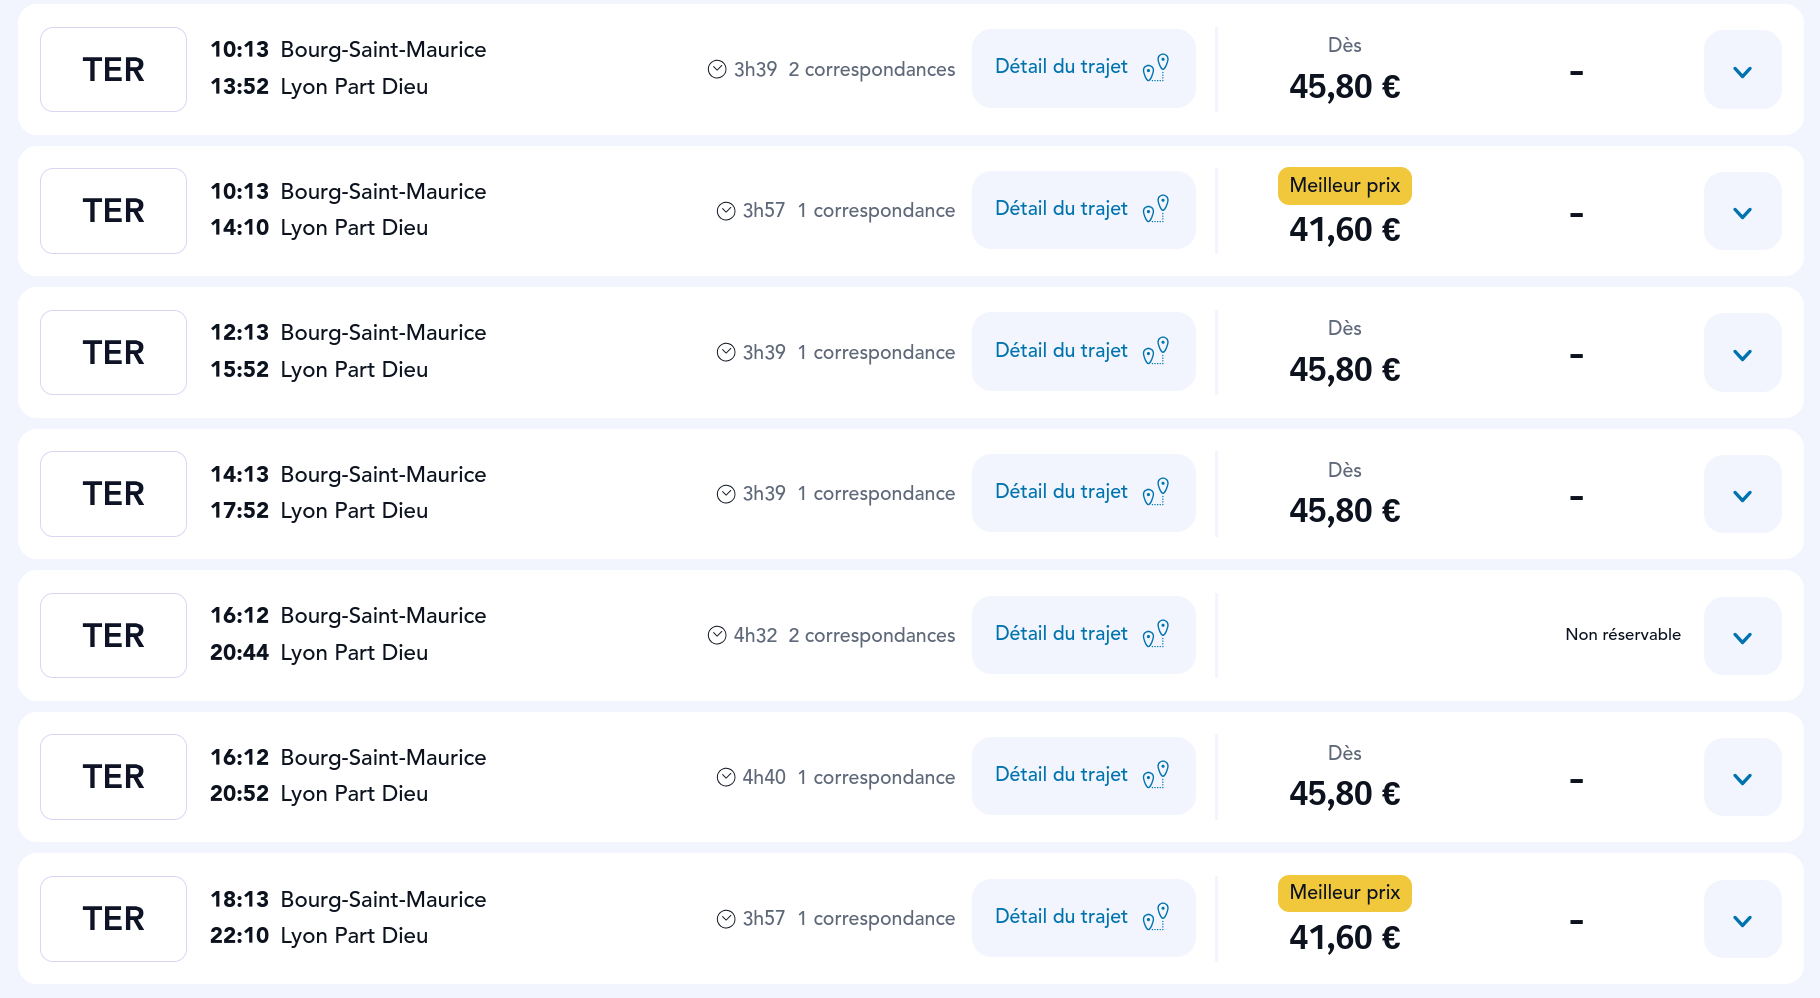 TER
10:13 Bourg-Saint-Maurice
13:52 Lyon Part Dieu
3h39 2 correspondances
Détail du trajet
Dès
45,80 €
-
TER
10:13 Bourg-Saint-Maurice
14:10 Lyon Part Dieu
3h57 1 correspondance
Détail du trajet
Meilleur prix
41,60 €
-
TER
12:13 Bourg-Saint-Maurice
15:52 Lyon Part Dieu
3h39 1 correspondance
Détail du trajet
Dès
45,80 €
-
TER
14:13 Bourg-Saint-Maurice
17:52 Lyon Part Dieu
3h39 1 correspondance
Détail du trajet
Dès
45,80 €
-
TER
16:12 Bourg-Saint-Maurice
20:44 Lyon Part Dieu
4h32 2 correspondances
Détail du trajet
Non réservable
TER
16:12 Bourg-Saint-Maurice
20:52 Lyon Part Dieu
4h40 1 correspondance
Détail du trajet
Dès
45,80 €
-
TER
18:13 Bourg-Saint-Maurice
22:10 Lyon Part Dieu
3h57 1 correspondance
Détail du trajet
Meilleur prix
41,60 €
-